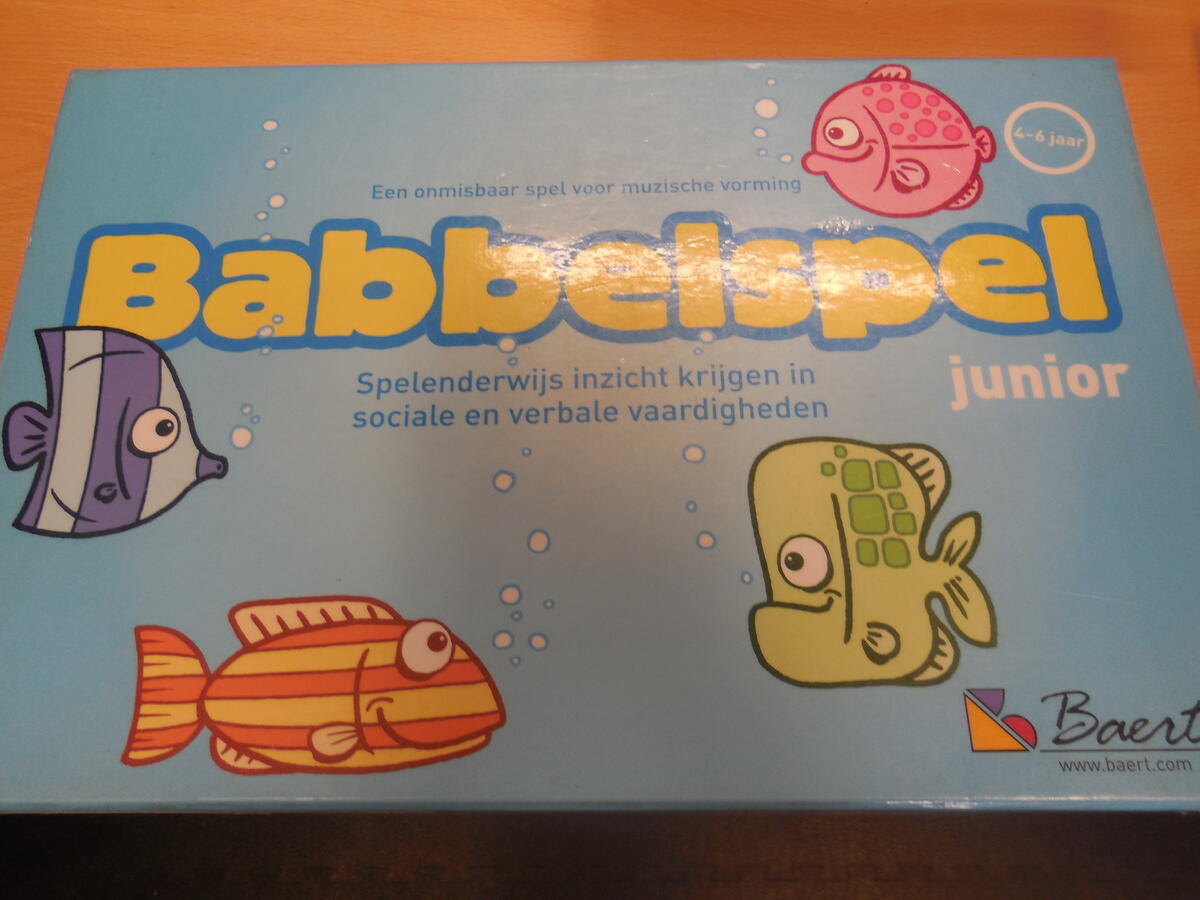 4-6 jaar
Een onmisbaar spel voor muzische vorming
Babbelspel
junior
Spelenderwijs inzicht krijgen in
sociale en verbale vaardigheden
Baert
www.baert.com